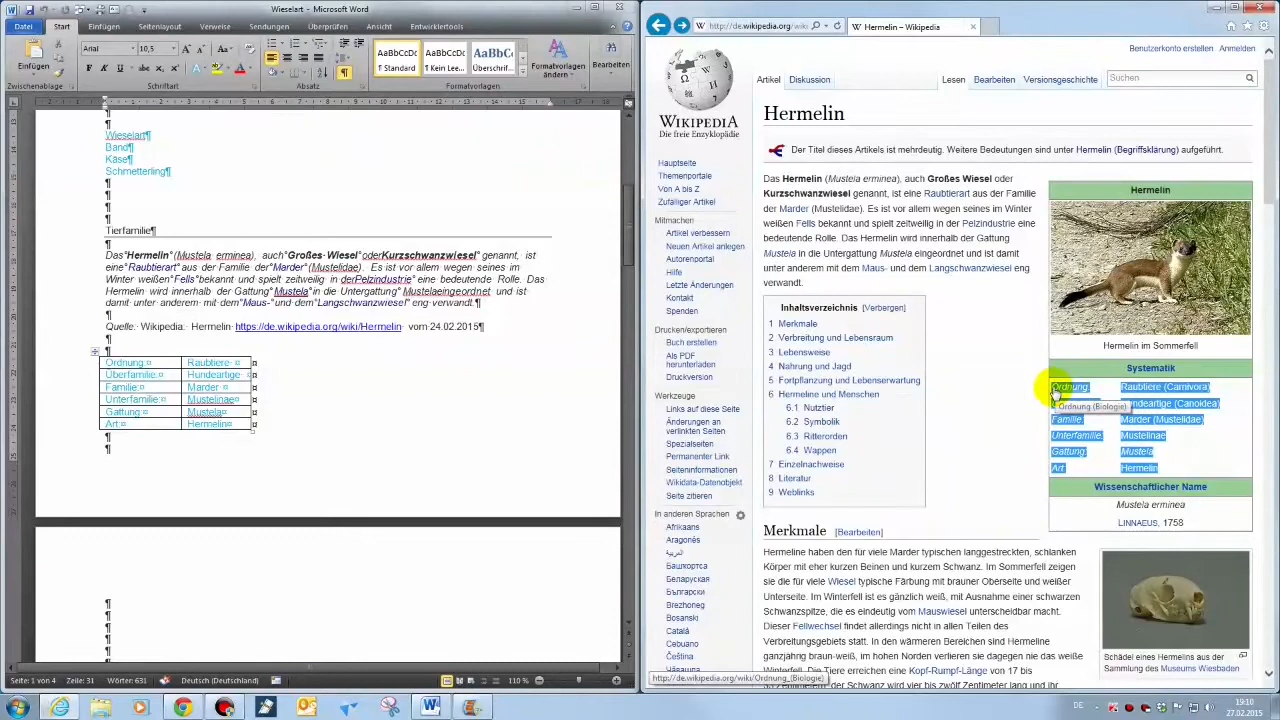 Wieselart - Microsoft Word
Datei
Start
Einfügen
Seitenlayout
Verweise
Sendungen
Überprüfen
Ansicht
Entwicklertools
Einfügen
Arial
10,5
AaBbCcDc
AaBbCcDc
AaBbC
¶ Standard
¶ Kein Lee...
Überschrif...
Formatvorlagen ändern
Bearbeiten
Zwischenablage
Schriftart
Absatz
Formatvorlagen
¶
¶
Wieselart¶
Band¶
Käse¶
Schmetterling¶
¶
¶
¶
¶
Tierfamilie¶
¶
Das°Hermelin°(Mustela erminea), auch°Großes Wiesel° oder Kurzschwanzwiesel° genannt, ist
eine°Raubtierart°aus der Familie der°Marder°(Mustelidae). Es ist vor allem wegen seines im
Winter weißen°Fells°bekannt und spielt zeitweilig in derPelzindustrie° eine bedeutende Rolle. Das
Hermelin wird innerhalb der Gattung°Mustela°in die Untergattung° Mustelaeingeordnet und ist
damit unter anderem mit dem°Maus-°und dem°Langschwanzwiesel° eng verwandt.¶
¶
Quelle: Wikipedia: Hermelin https://de.wikipedia.org/wiki/Hermelin vom 24.02.2015¶
¶
¶
Ordnung:¤ Raubtiere ¤ ¤
Überfamilie:¤ Hundeartige ¤ ¤
Familie:¤ Marder ¤ ¤
Unterfamilie:¤ Mustelinae¤ ¤
Gattung:¤ Mustela¤ ¤
Art:¤ Hermelin¤ ¤
¶
¶
¶
¶
¶
¶
¶
Seite: 1 von 4
Zeile: 31
Wörter: 631
Deutsch (Deutschland)
110 %
http://de.wikipedia.org/wiki
Hermelin – Wikipedia
WIKIPEDIA
Die freie Enzyklopädie
Hauptseite
Themenportale
Von A bis Z
Zufälliger Artikel
Mitmachen
Artikel verbessern
Neuen Artikel anlegen
Autorenportal
Hilfe
Letzte Änderungen
Kontakt
Spenden
Drucken/exportieren
Buch erstellen
Als PDF
herunterladen
Druckversion
Werkzeuge
Links auf diese Seite
Änderungen an
verlinkten Seiten
Spezialseiten
Permanenter Link
Seiteninformationen
Wikidata-Datenobjekt
Seite zitieren
In anderen Sprachen
Afrikaans
Aragonés
العربية
Башҡортса
Беларуская
Български
Brezhoneg
Bosanski
Català
Cebuano
Čeština
Чӑвашла
Benutzerkonto erstellen Anmelden
Artikel Diskussion
Lesen Bearbeiten Versionsgeschichte
Suchen
Hermelin
Der Titel dieses Artikels ist mehrdeutig. Weitere Bedeutungen sind unter Hermelin (Begriffsklärung) aufgeführt.
Das Hermelin (Mustela erminea), auch Großes Wiesel oder
Kurzschwanzwiesel genannt, ist eine Raubtierart aus der Familie
der Marder (Mustelidae). Es ist vor allem wegen seines im Winter
weißen Fells bekannt und spielt zeitweilig in der Pelzindustrie eine
bedeutende Rolle. Das Hermelin wird innerhalb der Gattung
Mustela in die Untergattung Mustela eingeordnet und ist damit
unter anderem mit dem Maus- und dem Langschwanzwiesel eng
verwandt.
Inhaltsverzeichnis [Verbergen]
1 Merkmale
2 Verbreitung und Lebensraum
3 Lebensweise
4 Nahrung und Jagd
5 Fortpflanzung und Lebenserwartung
6 Hermeline und Menschen
6.1 Nutztier
6.2 Symbolik
6.3 Ritterorden
6.4 Wappen
7 Einzelnachweise
8 Literatur
9 Weblinks
Hermelin
Hermelin im Sommerfell
Systematik
Ordnung: Raubtiere (Carnivora)
Hundeartige (Canoidea)
Ordnung (Biologie)
Familie: Marder (Mustelidae)
Unterfamilie: Mustelinae
Gattung: Mustela
Art: Hermelin
Wissenschaftlicher Name
Mustela erminea
LINNAEUS, 1758
Merkmale [Bearbeiten]
Hermeline haben den für viele Marder typischen langgestreckten, schlanken
Körper mit eher kurzen Beinen und kurzem Schwanz. Im Sommerfell zeigen
sie die für viele Wiesel typische Färbung mit brauner Oberseite und weißer
Unterseite. Im Winterfell ist es gänzlich weiß, mit Ausnahme einer schwarzen
Schwanzspitze, die es eindeutig vom Mauswiesel unterscheidbar macht.
Dieser Fellwechsel findet allerdings nicht in allen Teilen des
Verbreitungsgebiets statt. In den wärmeren Bereichen sind Hermeline
ganzjährig braun-weiß, im hohen Norden verlieren sie dagegen nie das weiße
Winterfell. Die Tiere erreichen eine Kopf-Rumpf-Länge von 17 bis
Schädel eines Hermelins aus der
Sammlung des Museums Wiesbaden
http://de.wikipedia.org/wiki/Ordnung_(Biologie)
DE
19:10
27.02.2015